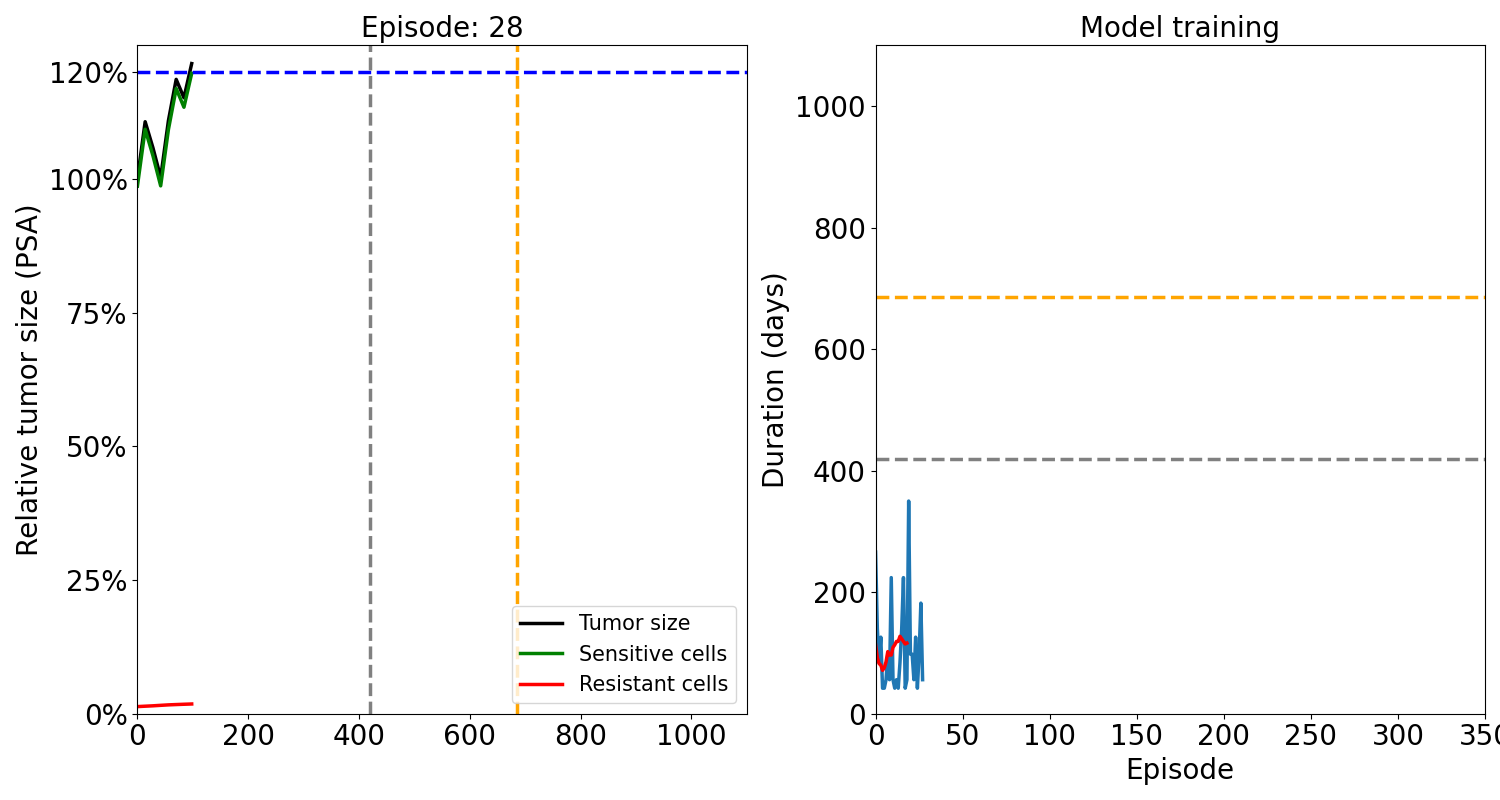 Episode: 28
Relative tumor size (PSA)
120%
100%
75%
50%
25%
0%
0 200 400 600 800 1000
Tumor size
Sensitive cells
Resistant cells
Model training
Duration (days)
1000
800
600
400
200
0
0 50 100 150 200 250 300 350
Episode